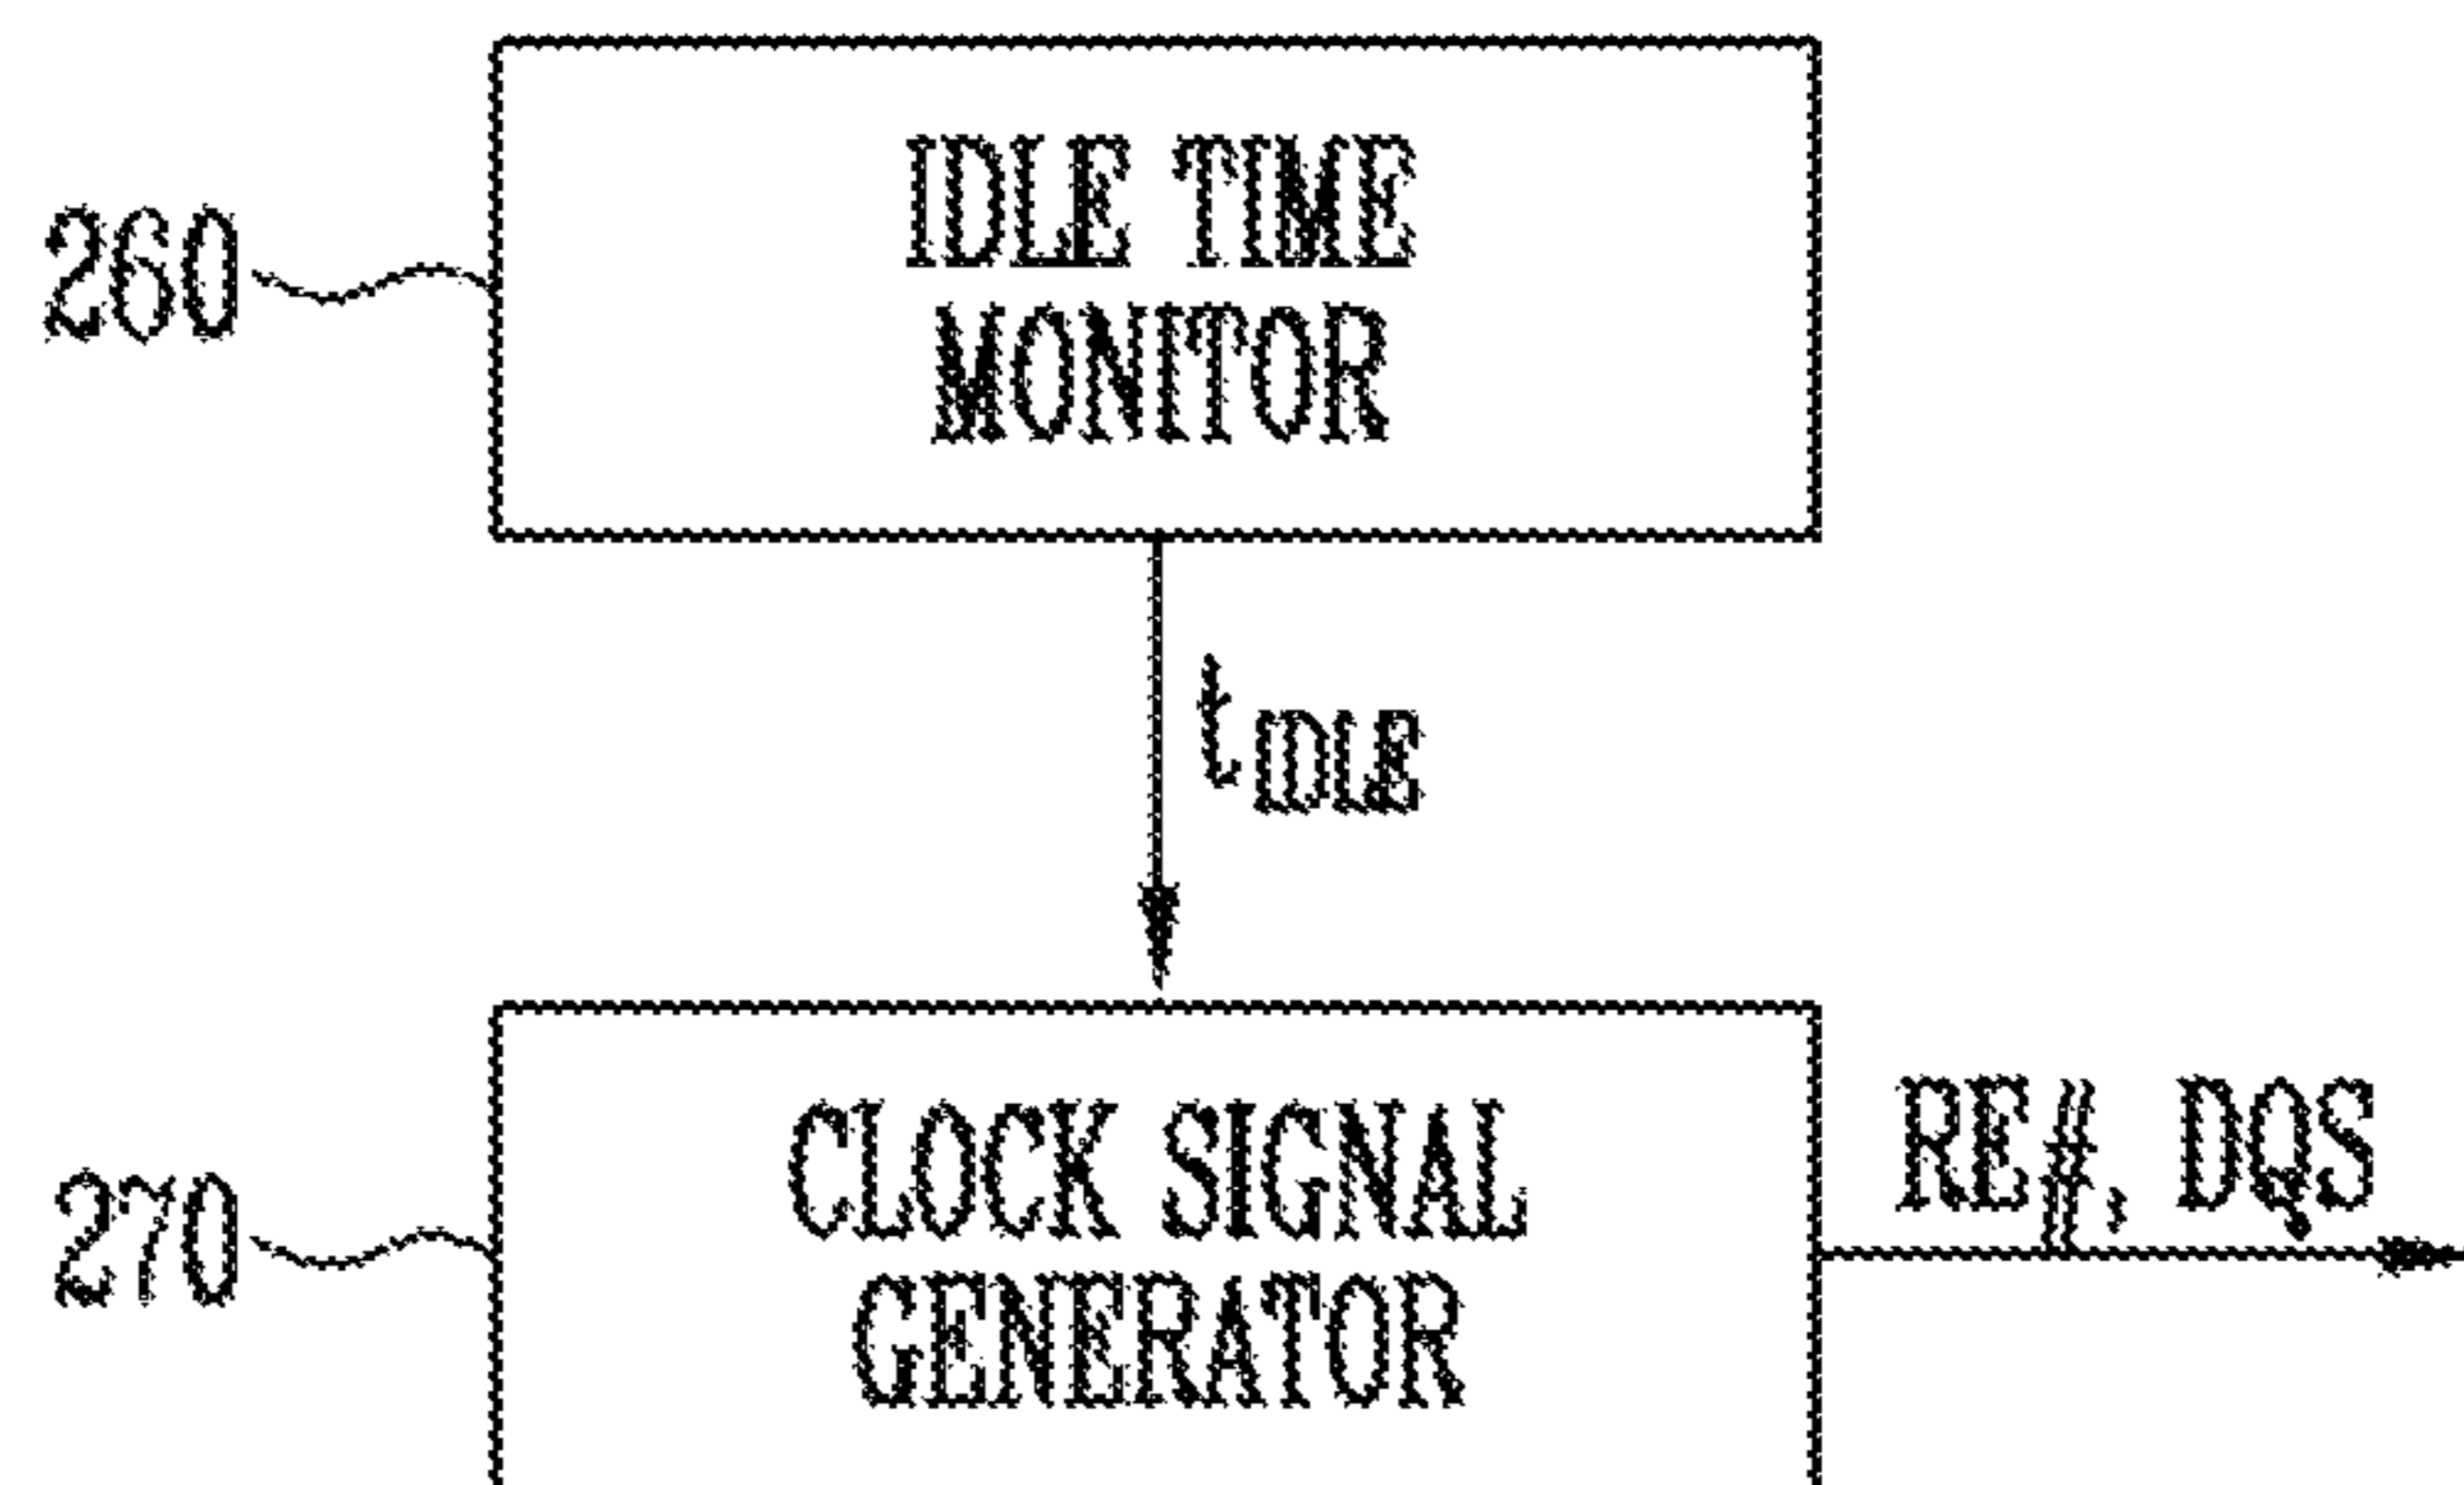 IDLE TIME
MONITOR
260
tIDLE
CLOCK SIGNAL
GENERATOR
270
RE#, DQS